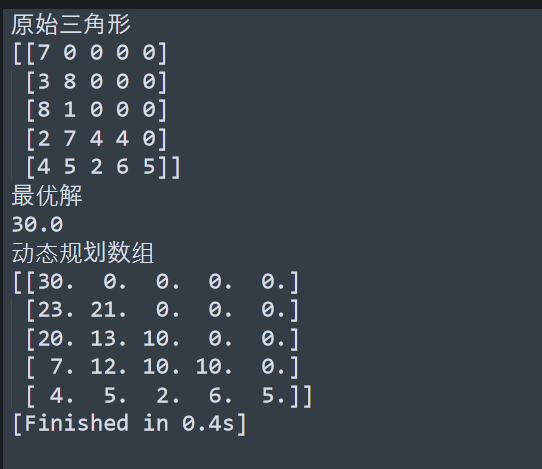 原始三角形
[[7 0 0 0 0]
 [3 8 0 0 0]
 [8 1 0 0 0]
 [2 7 4 4 0]
 [4 5 2 6 5]]
最优解
30.0
动态规划数组
[[30.  0.  0.  0.  0.]
 [23. 21.  0.  0.  0.]
 [20. 13. 10.  0.  0.]
 [ 7. 12. 10. 10.  0.]
 [ 4.  5.  2.  6.  5.]]
[Finished in 0.4s]